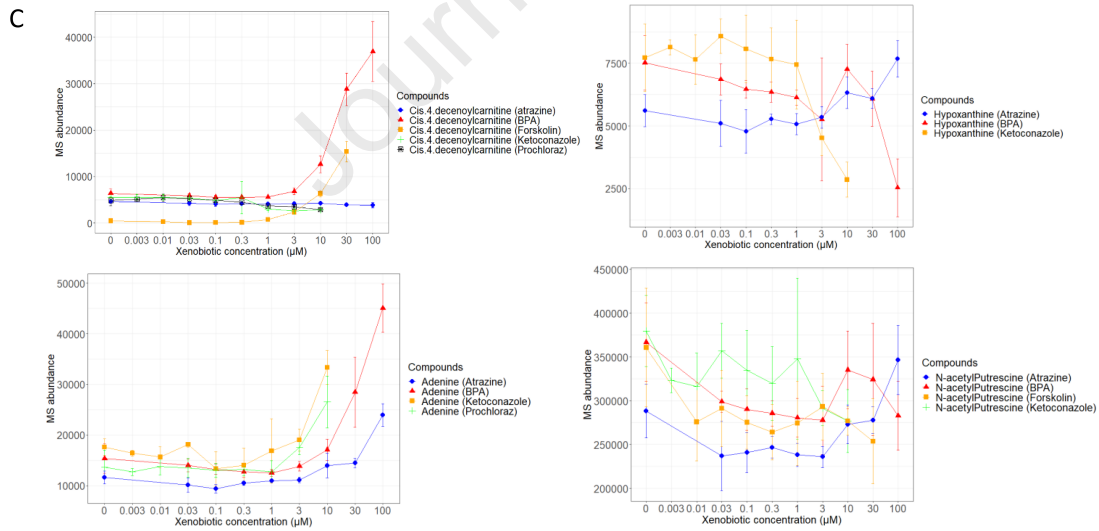 C
Journ
MS abundance
40000
30000
20000
10000
0
0 0.003 0.01 0.03 0.1 0.3 1 3 10 30 100
Xenobiotic concentration (µM)
Compounds
Cis.4.decenoylcarnitine (atrazine)
Cis.4.decenoylcarnitine (BPA)
Cis.4.decenoylcarnitine (Forskolin)
Cis.4.decenoylcarnitine (Ketoconazole)
Cis.4.decenoylcarnitine (Prochloraz)
MS abundance
7500
5000
2500
0 0.003 0.01 0.03 0.1 0.3 1 3 10 30 100
Xenobiotic concentration (µM)
Compounds
Hypoxanthine (Atrazine)
Hypoxanthine (BPA)
Hypoxanthine (Ketoconazole)
MS abundance
50000
40000
30000
20000
10000
0 0.003 0.01 0.03 0.1 0.3 1 3 10 30 100
Xenobiotic concentration (µM)
Compounds
Adenine (Atrazine)
Adenine (BPA)
Adenine (Ketoconazole)
Adenine (Prochloraz)
MS abundance
450000
400000
350000
300000
250000
200000
0 0.003 0.01 0.03 0.1 0.3 1 3 10 30 100
Xenobiotic concentration (µM)
Compounds
N-acetylPutrescine (Atrazine)
N-acetylPutrescine (BPA)
N-acetylPutrescine (Forskolin)
N-acetylPutrescine (Ketoconazole)